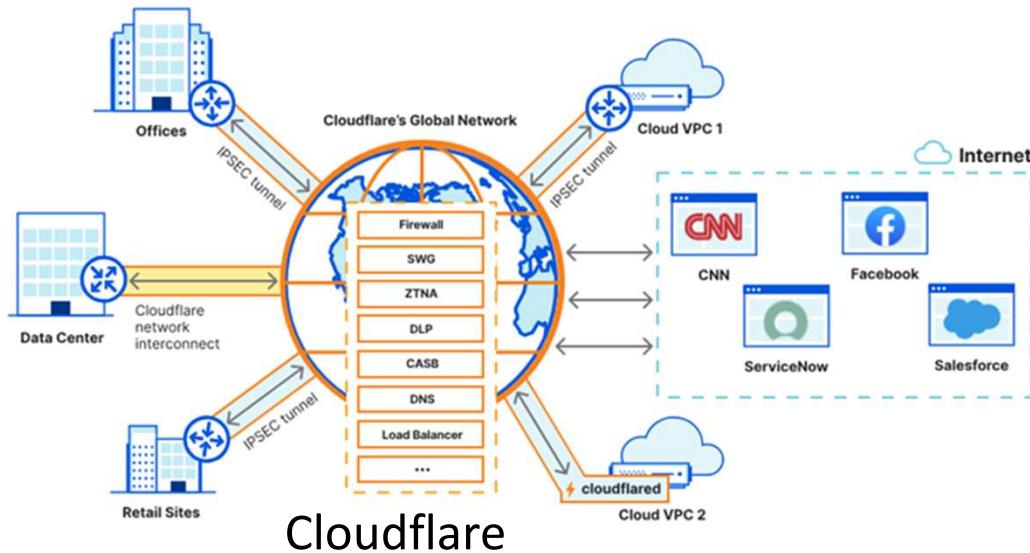 Offices
IPSEC tunnel
Cloudflare's Global Network
Cloud VPC 1
IPSEC tunnel
Internet
CNN
CNN
Facebook
ServiceNow
Salesforce
Firewall
SWG
ZTNA
DLP
CASB
DNS
Load Balancer
...
Data Center
Cloudflare
network
interconnect
IPSEC tunnel
Retail Sites
cloudflared
Cloud VPC 2
Cloudflare